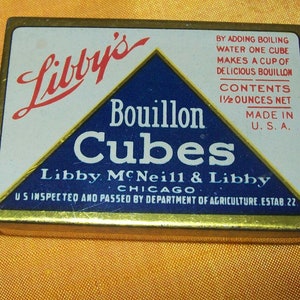 Libby's
BY ADDING BOILING
WATER ONE CUBE
MAKES A CUP OF
DELICIOUS BOUILLON
CONTENTS
1½ OUNCES NET
MADE IN
U. S. A.
Bouillon
Cubes
Libby McNeill & Libby
CHICAGO
U S INSPECTED AND PASSED BY DEPARTMENT OF AGRICULTURE. ESTAB. 22